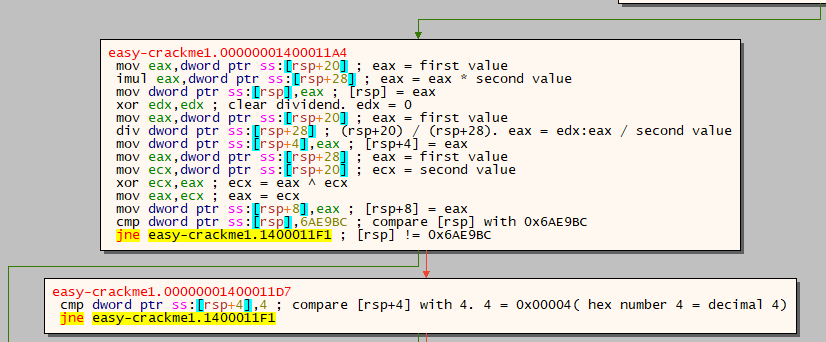 easy-crackme1.00000001400011A4
mov eax,dword ptr ss:[rsp+20] ; eax = first value
imul eax,dword ptr ss:[rsp+28] ; eax = eax * second value
mov dword ptr ss:[rsp],eax ; [rsp] = eax
xor edx,edx ; clear dividend. edx = 0
mov eax,dword ptr ss:[rsp+20] ; eax = first value
div dword ptr ss:[rsp+28] ; (rsp+20) / (rsp+28). eax = edx:eax / second value
mov dword ptr ss:[rsp+4],eax ; [rsp+4] = eax
mov eax,dword ptr ss:[rsp+28] ; eax = first value
mov ecx,dword ptr ss:[rsp+20] ; ecx = second value
xor ecx,eax ; ecx = eax ^ ecx
mov eax,ecx ; eax = ecx
mov dword ptr ss:[rsp+8],eax ; [rsp+8] = eax
cmp dword ptr ss:[rsp],6AE9BC ; compare [rsp] with 0x6AE9BC
jne easy-crackme1.1400011F1 ; [rsp] != 0x6AE9BC
easy-crackme1.00000001400011D7
cmp dword ptr ss:[rsp+4],4 ; compare [rsp+4] with 4. 4 = 0x00004( hex number 4 = decimal 4)
jne easy-crackme1.1400011F1